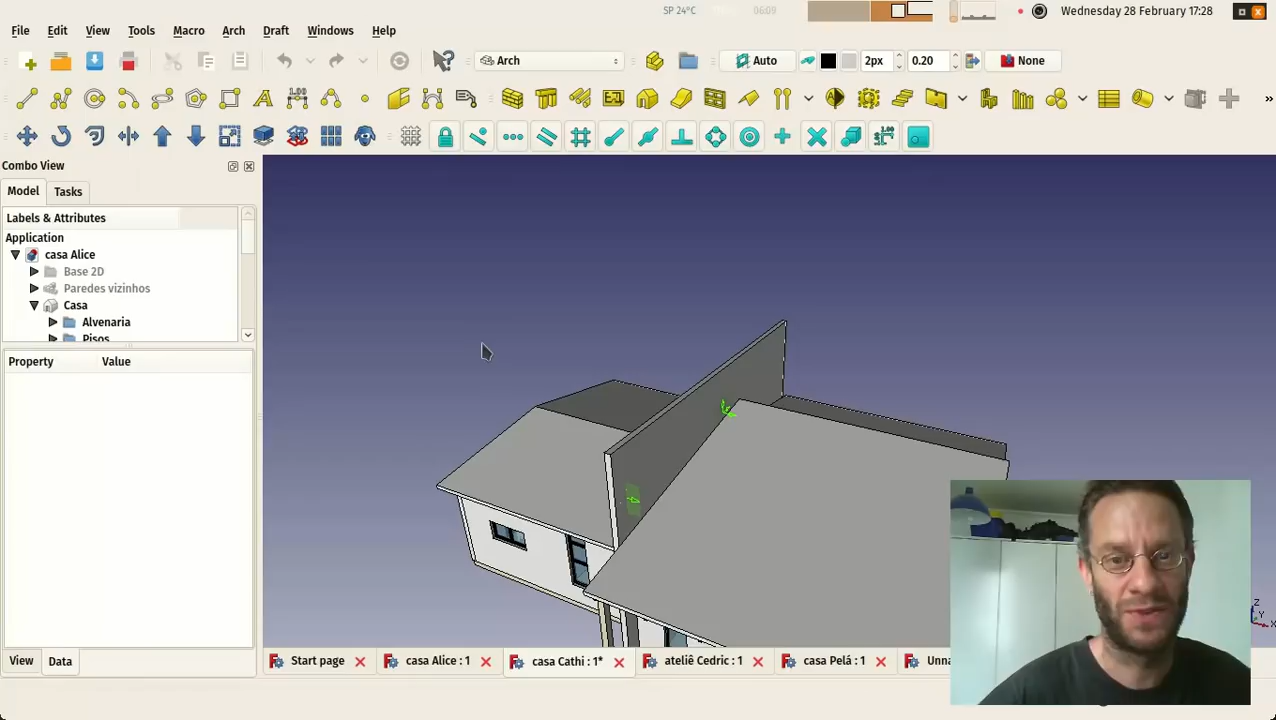 SP 24°C
06:09
Wednesday 28 February 17:28
File Edit View Tools Macro Arch Draft Windows Help
Arch
Auto
2px
0.20
None
Combo View
Model
Tasks
Labels & Attributes
Application
casa Alice
Base 2D
Paredes vizinhos
Casa
Alvenaria
Pisos
Property
Value
View
Data
Start page
casa Alice : 1
casa Cathi : 1*
ateliê Cedric : 1
casa Pelá : 1
Z
Y
X